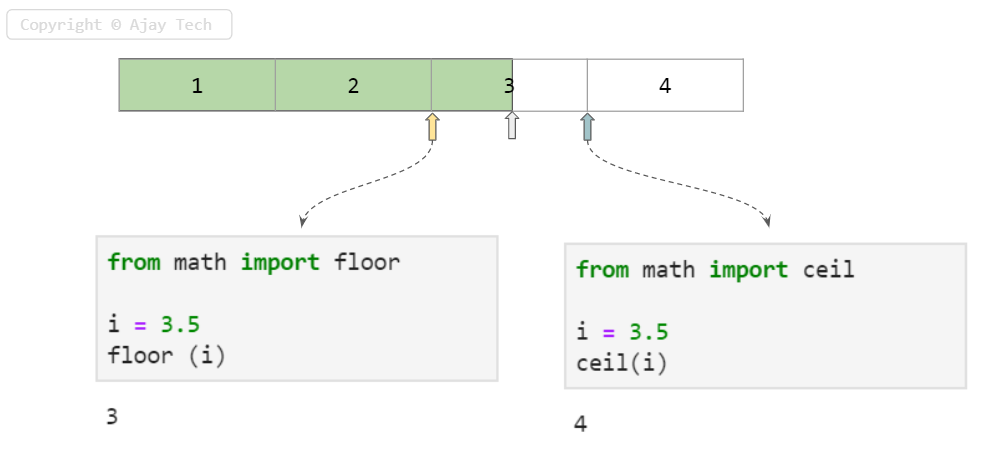 Copyright © Ajay Tech
1 2 3 4
from math import floor
i = 3.5
floor (i)
3
from math import ceil
i = 3.5
ceil(i)
4